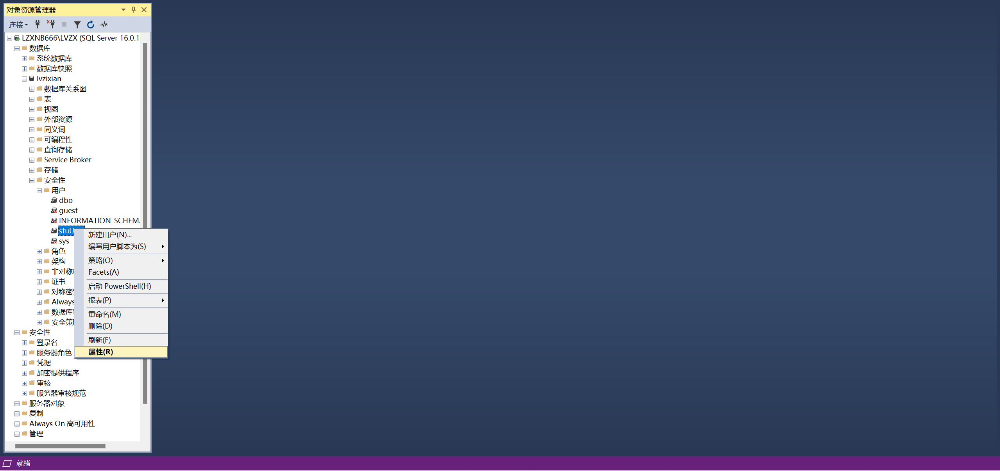 对象资源管理器
连接
LZXNB666\LVZX (SQL Server 16.0.1
数据库
系统数据库
数据库快照
lvzixian
数据库关系图
表
视图
外部资源
同义词
可编程性
查询存储
Service Broker
存储
安全性
用户
dbo
guest
INFORMATION_SCHEMA
stuU
sys
角色
架构
非对称
证书
对称密
Always
数据库
安全策
安全性
登录名
服务器角色
凭据
加密提供程序
审核
服务器审核规范
服务器对象
复制
Always On 高可用性
管理
新建用户(N)...
编写用户脚本为(S)
策略(O)
Facets(A)
启动 PowerShell(H)
报表(P)
重命名(M)
删除(D)
刷新(F)
属性(R)
就绪